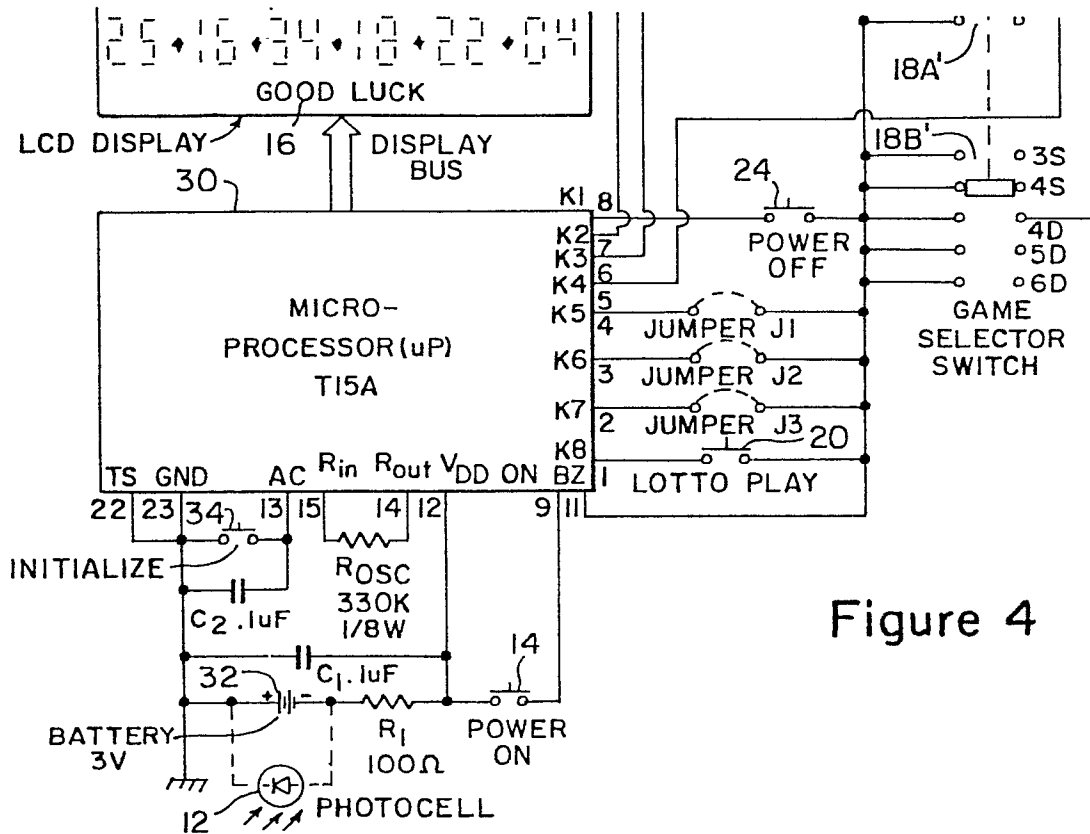 25 • 16 • 34 • 18 • 22 • 04
GOOD LUCK
LCD DISPLAY
16
DISPLAY
BUS
18A'
18B'
3S
4S
4D
5D
6D
GAME
SELECTOR
SWITCH
30
24
POWER
OFF
K1 8
K2
7
K3
6
K4
5
K5
4
K6
3
K7
2
K8
1
JUMPER J1
JUMPER J2
JUMPER J3
20
LOTTO PLAY
MICRO-
PROCESSOR (uP)
T15A
TS GND AC Rin Rout VDD ON BZ
22 23 34 13 15 14 12 9 11
INITIALIZE
ROSC
330K
1/8W
C2 .1uF
C1 .1uF
32
+ -
BATTERY
3V
R1
100Ω
14
POWER
ON
12
PHOTOCELL
Figure 4